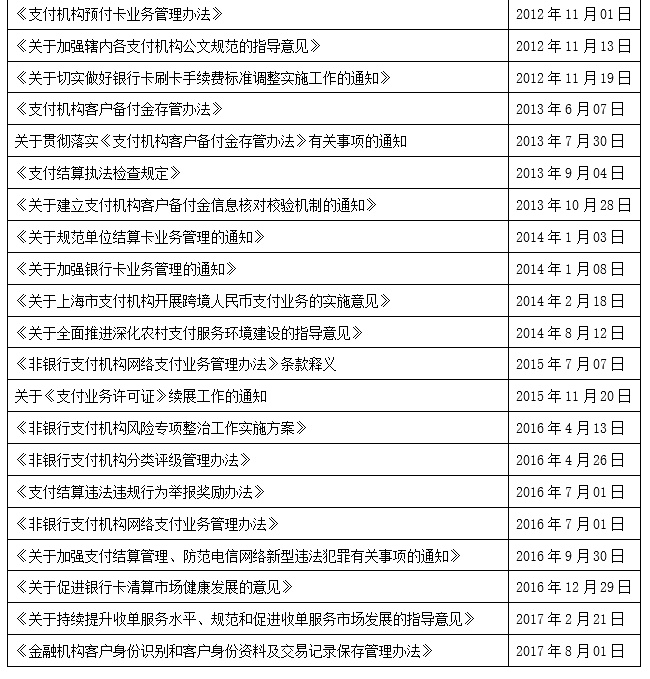 《支付机构预付卡业务管理办法》 2012 年 11 月 01 日
《关于加强辖内各支付机构公文规范的指导意见》 2012 年 11 月 13 日
《关于切实做好银行卡刷卡手续费标准调整实施工作的通知》 2012 年 11 月 19 日
《支付机构客户备付金存管办法》 2013 年 6 月 07 日
关于贯彻落实《支付机构客户备付金存管办法》有关事项的通知 2013 年 7 月 30 日
《支付结算执法检查规定》 2013 年 9 月 04 日
《关于建立支付机构客户备付金信息核对校验机制的通知》 2013 年 10 月 28 日
《关于规范单位结算卡业务管理的通知》 2014 年 1 月 03 日
《关于加强银行卡业务管理的通知》 2014 年 1 月 08 日
《关于上海市支付机构开展跨境人民币支付业务的实施意见》 2014 年 2 月 18 日
《关于全面推进深化农村支付服务环境建设的指导意见》 2014 年 8 月 12 日
《非银行支付机构网络支付业务管理办法》条款释义 2015 年 7 月 07 日
关于《支付业务许可证》续展工作的通知 2015 年 11 月 20 日
《非银行支付机构风险专项整治工作实施方案》 2016 年 4 月 13 日
《非银行支付机构分类评级管理办法》 2016 年 4 月 26 日
《支付结算违法违规行为举报奖励办法》 2016 年 7 月 01 日
《非银行支付机构网络支付业务管理办法》 2016 年 7 月 01 日
《关于加强支付结算管理、防范电信网络新型违法犯罪有关事项的通知》 2016 年 9 月 30 日
《关于促进银行卡清算市场健康发展的意见》 2016 年 12 月 29 日
《关于持续提升收单服务水平、规范和促进收单服务市场发展的指导意见》 2017 年 2 月 21 日
《金融机构客户身份识别和客户身份资料及交易记录保存管理办法》 2017 年 8 月 01 日